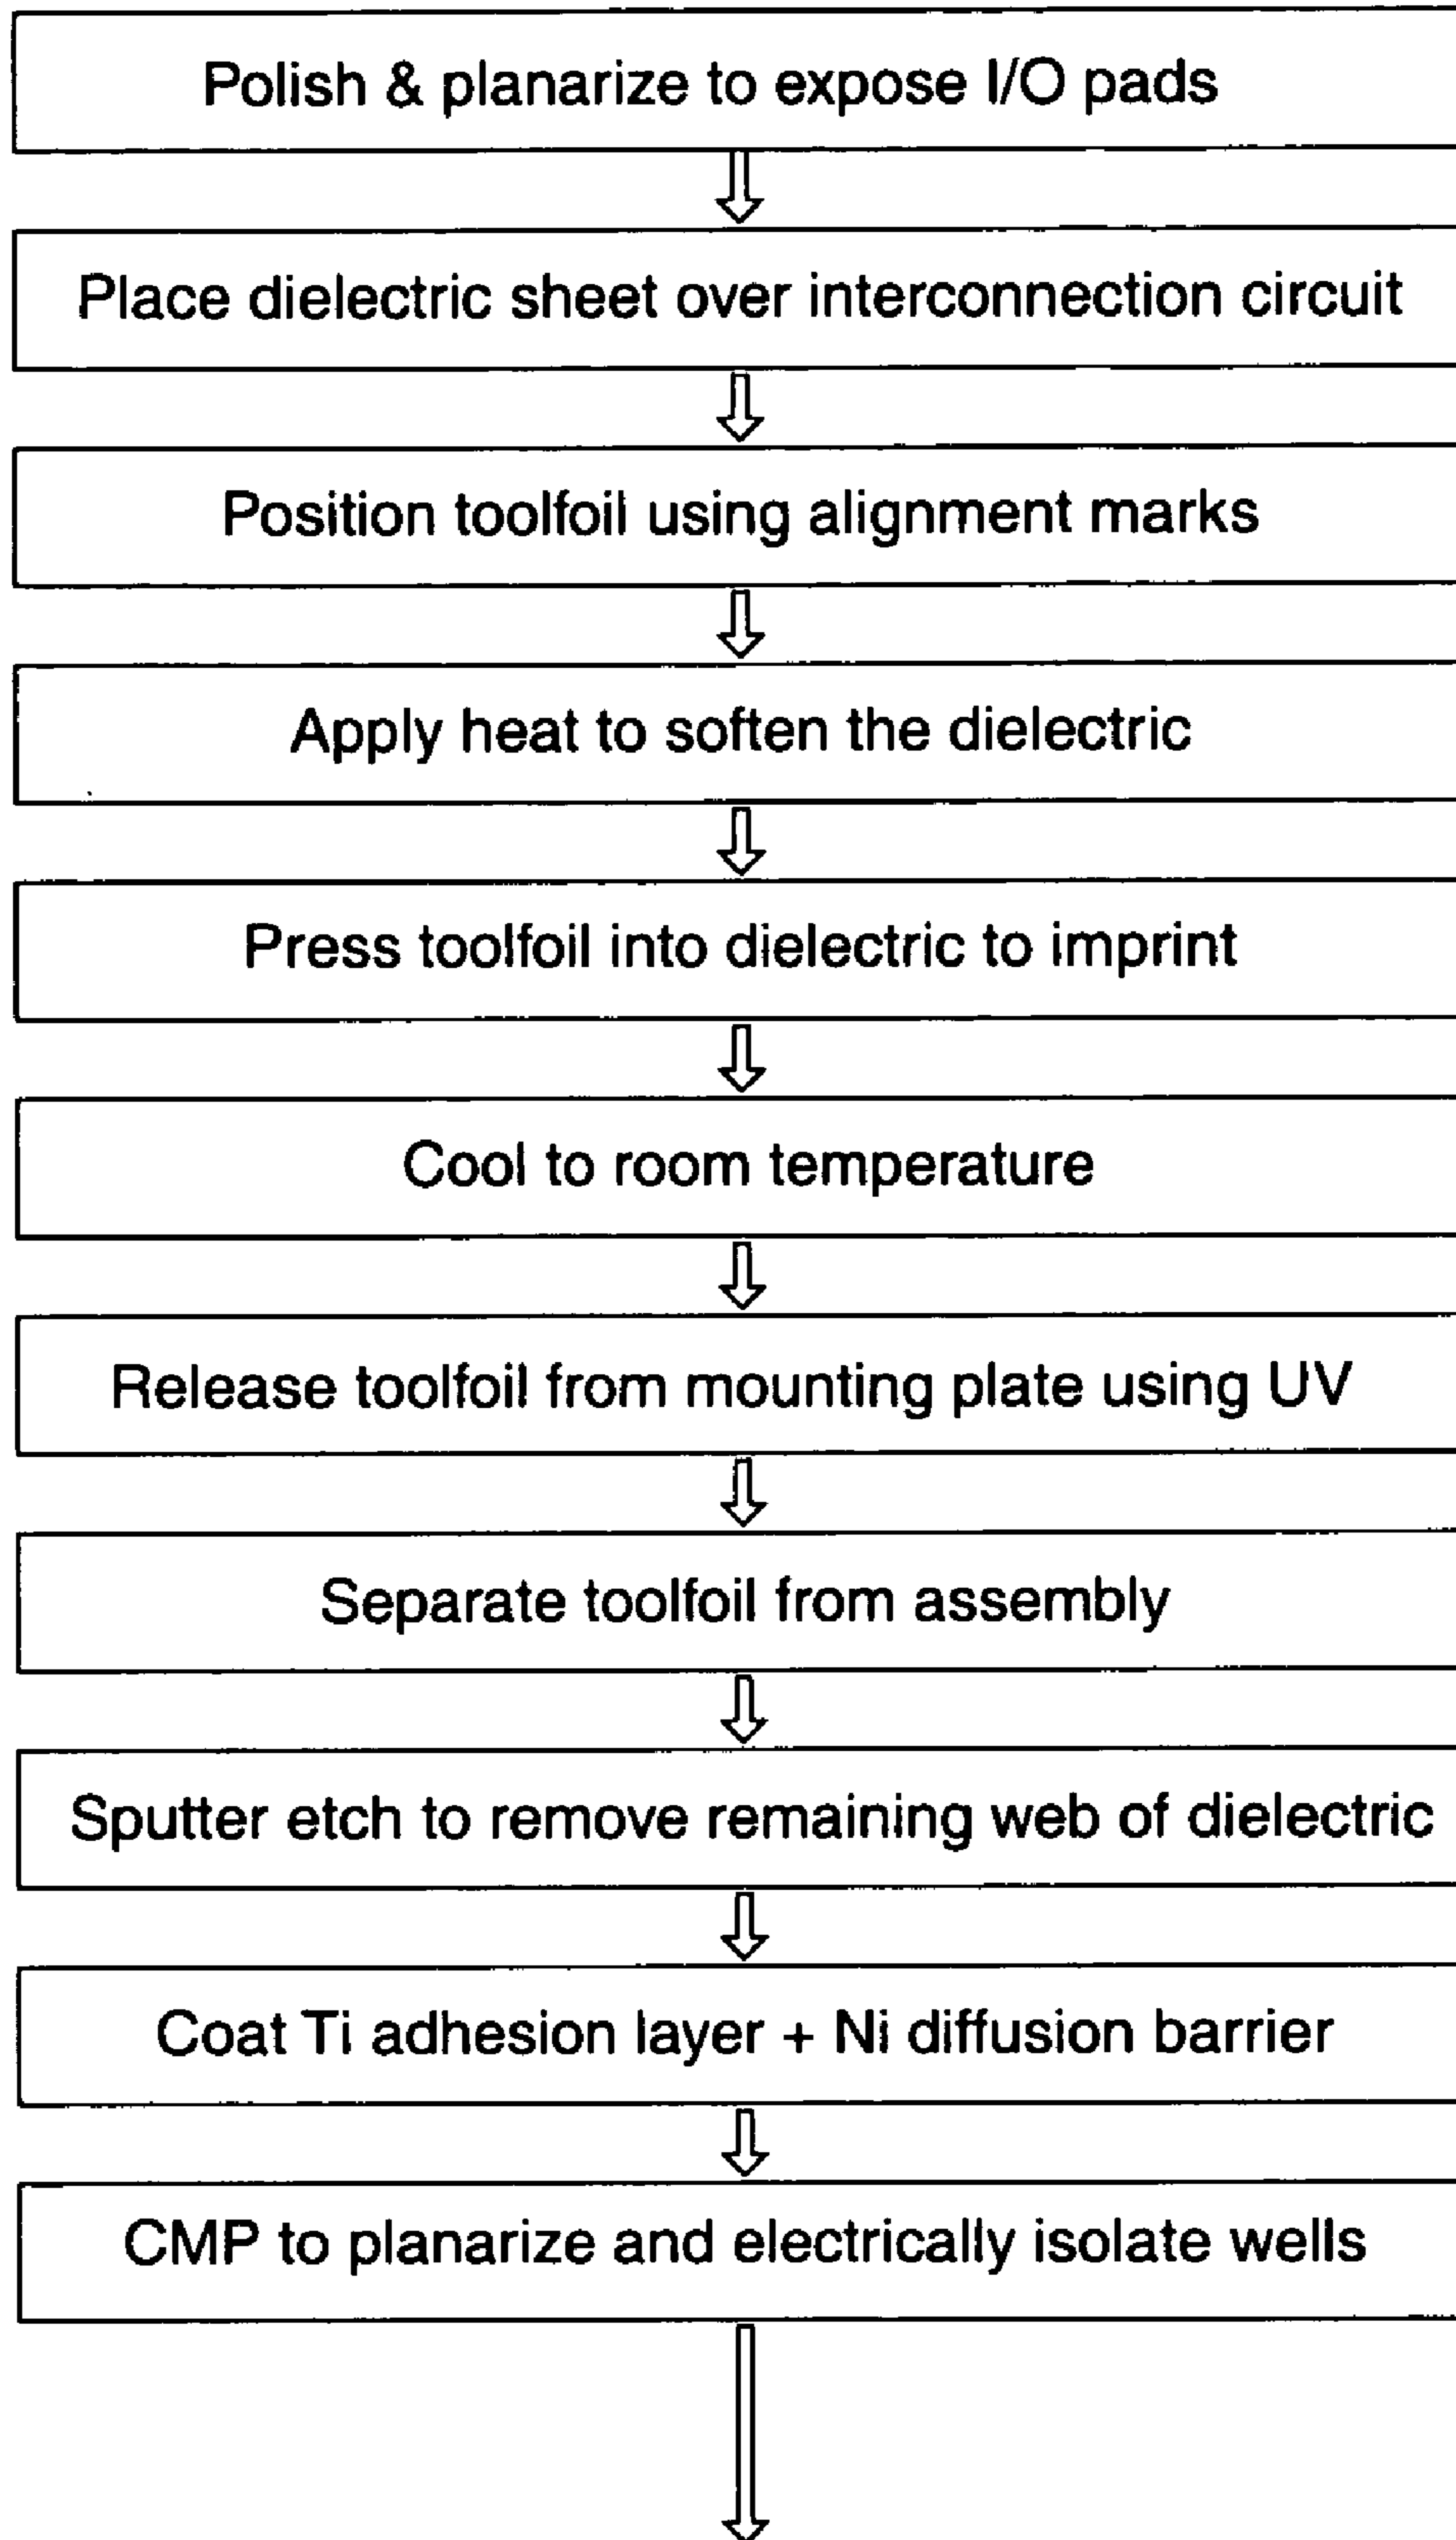 Polish & planarize to expose I/O pads
Place dielectric sheet over interconnection circuit
Position toolfoil using alignment marks
Apply heat to soften the dielectric
Press toolfoil into dielectric to imprint
Cool to room temperature
Release toolfoil from mounting plate using UV
Separate toolfoil from assembly
Sputter etch to remove remaining web of dielectric
Coat Ti adhesion layer + Ni diffusion barrier
CMP to planarize and electrically isolate wells